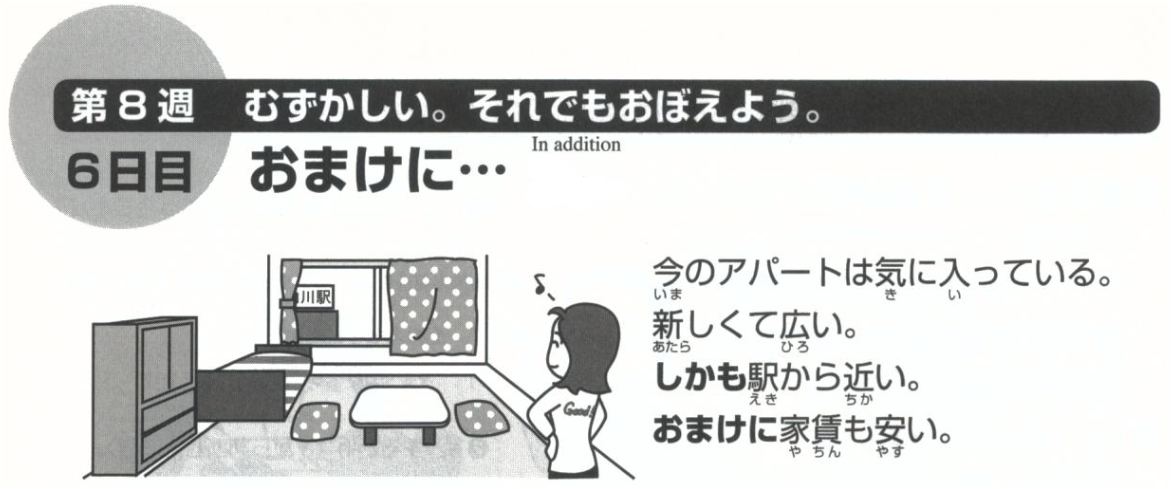 第8週 むずかしい。それでもおぼえよう。
In addition
6日目 おまけに…
川駅
Good!
今のアパートは気に入っている。
いま き い
新しくて広い。
あたら ひろ
しかも駅から近い。
えき ちか
おまけに家賃も安い。
や ちん やす